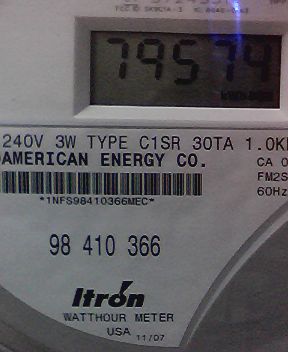 79574
240V 3W TYPE C1SR 30TA 1.0K
AMERICAN ENERGY CO.
CA 0
FM2S
*1NFS98410366MEC*
60Hz
98 410 366
Itron
WATTHOUR METER
USA 11/07